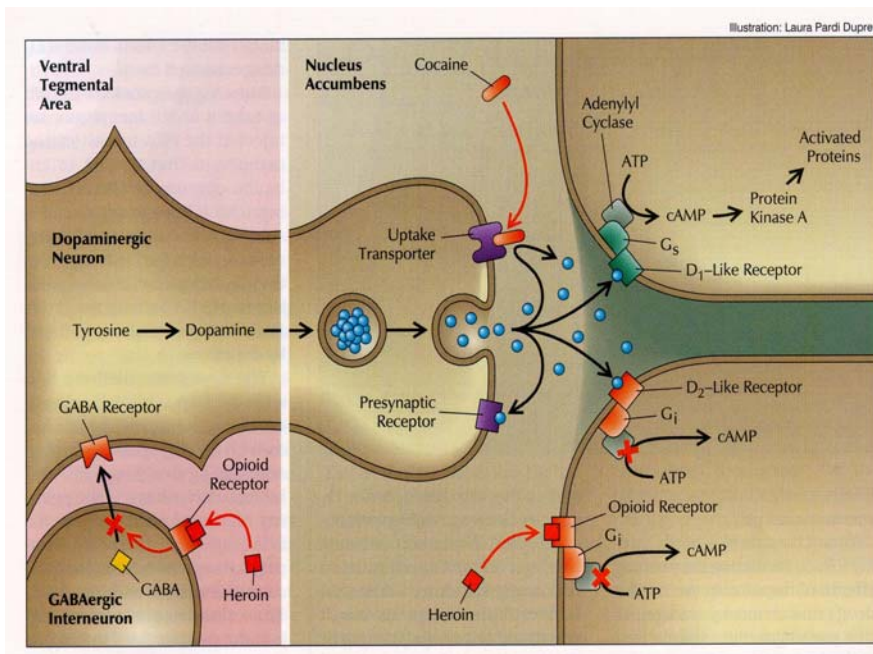 Illustration: Laura Pardi Dupre
Ventral
Tegmental
Area
Nucleus
Accumbens
Cocaine
Adenylyl
Cyclase
ATP
cAMP
Protein
Kinase A
Activated
Proteins
Gs
D1–Like Receptor
Uptake
Transporter
Dopaminergic
Neuron
Tyrosine
Dopamine
GABA Receptor
Presynaptic
Receptor
D2–Like Receptor
Gi
cAMP
ATP
Opioid
Receptor
GABA
Heroin
GABAergic
Interneuron
Opioid Receptor
Gi
cAMP
ATP
Heroin